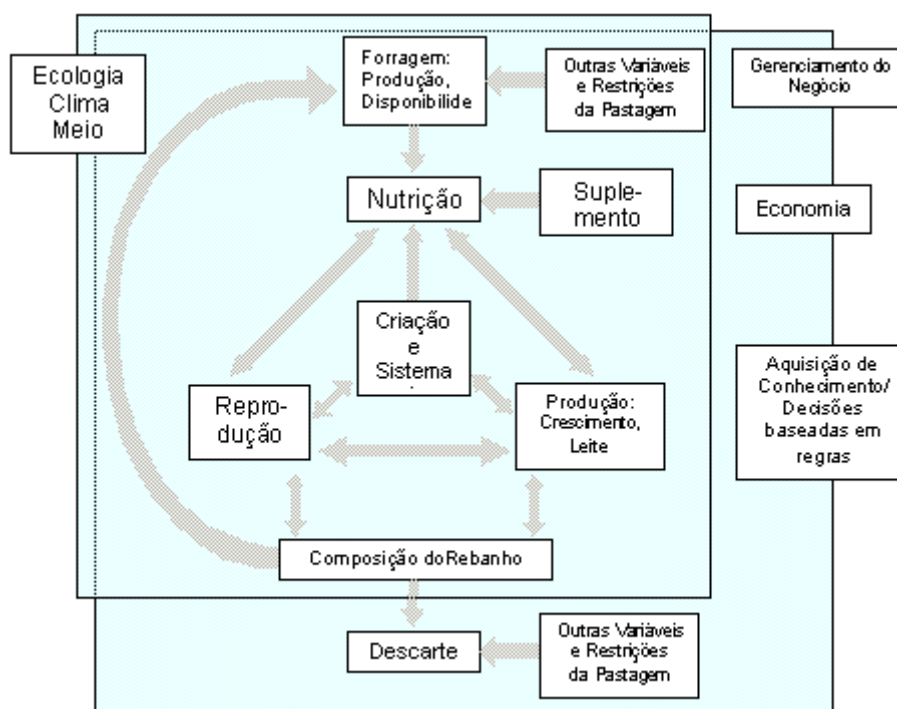 Ecologia
Clima
Meio
Forragem:
Produção,
Disponibilide
Outras Variáveis
e Restrições
da Pastagem
Gerenciamento do
Negócio
Nutrição
Suple-
mento
Economia
Criação
e
Sistema
Repro-
dução
Produção:
Crescimento,
Leite
Aquisição de
Conhecimento/
Decisões
baseadas em
regras
Composição do Rebanho
Descarte
Outras Variáveis
e Restrições
da Pastagem